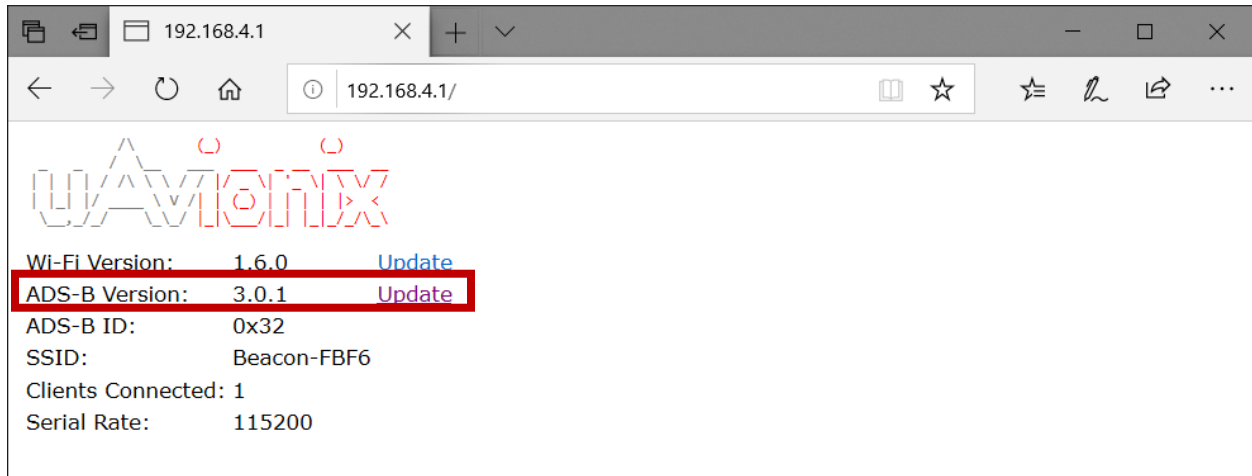 192.168.4.1
192.168.4.1/
uAvionix
Wi-Fi Version: 1.6.0 Update
ADS-B Version: 3.0.1 Update
ADS-B ID: 0x32
SSID: Beacon-FBF6
Clients Connected: 1
Serial Rate: 115200